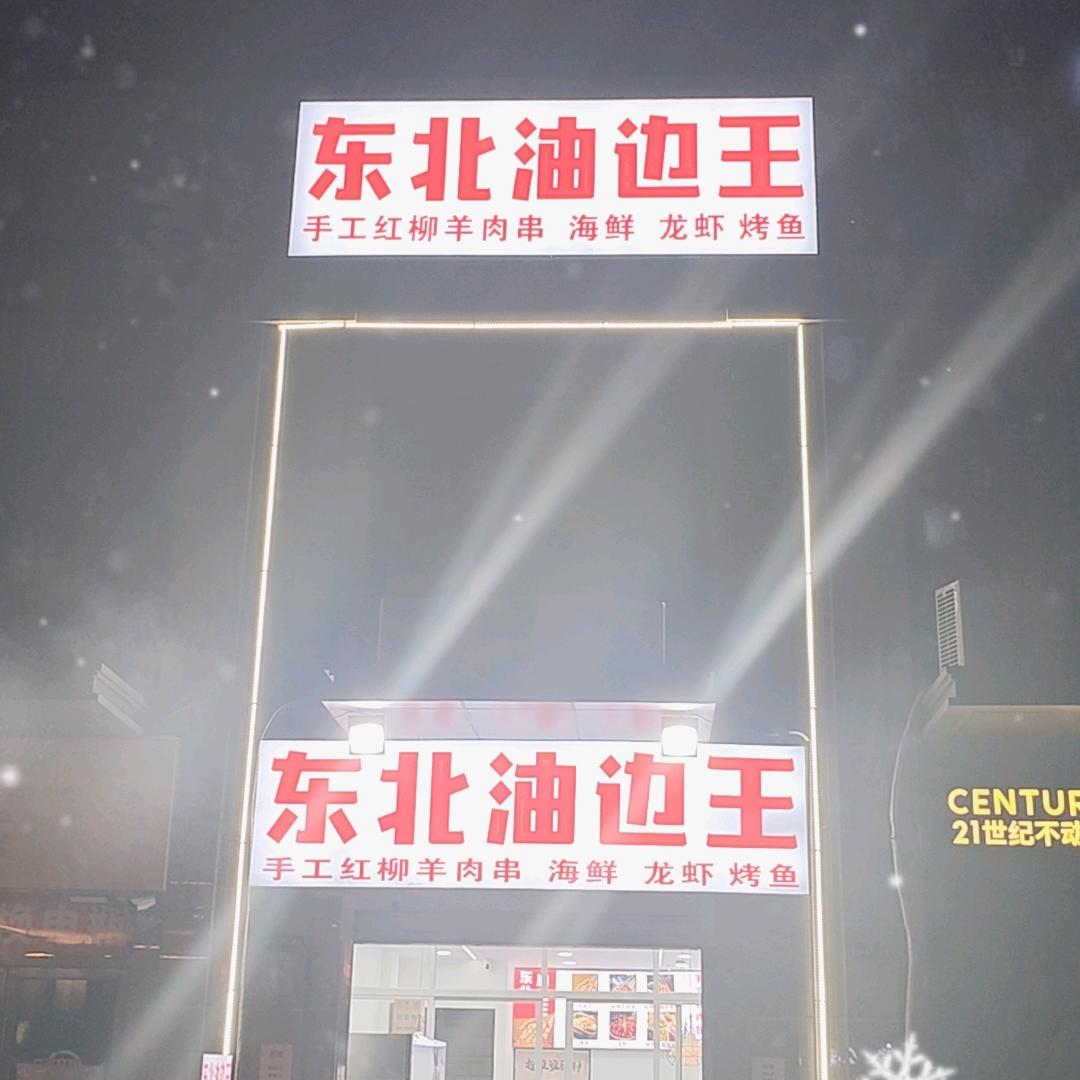 东北油边王
手工红柳羊肉串 海鲜 龙虾 烤鱼
东北油边王
手工红柳羊肉串 海鲜 龙虾 烤鱼
CENTUR
21世纪不动